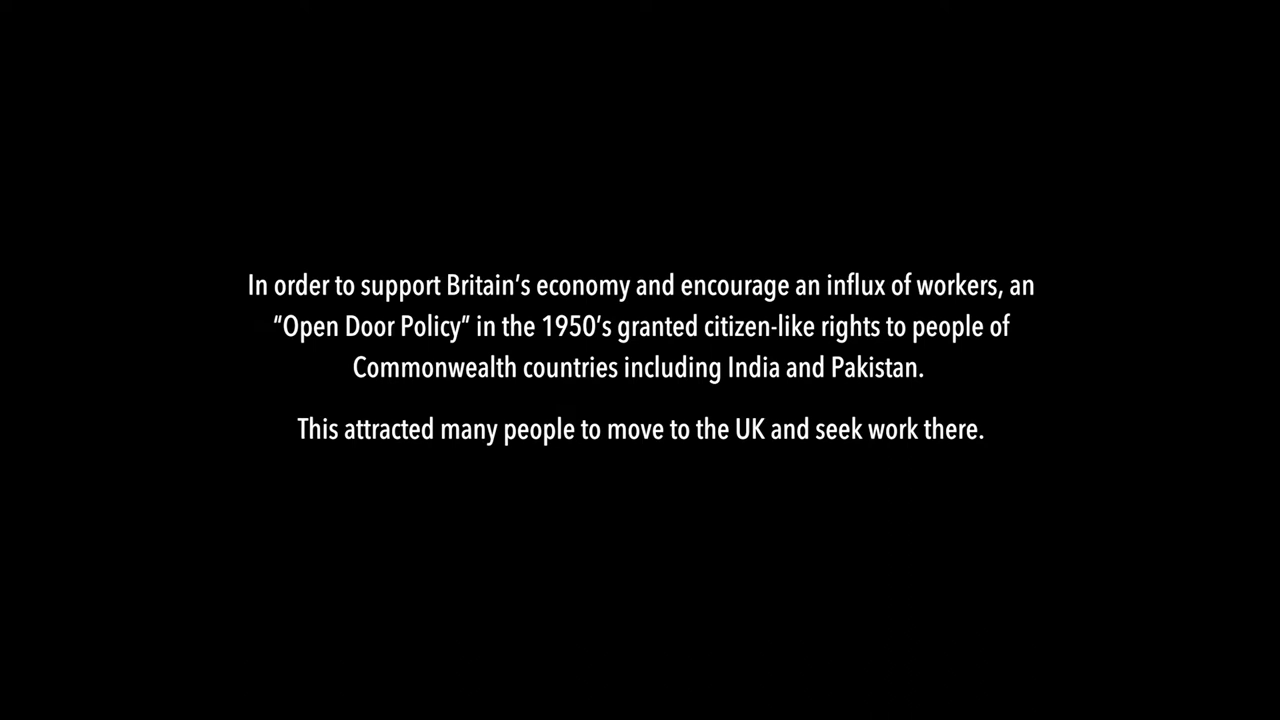 In order to support Britain’s economy and encourage an influx of workers, an
“Open Door Policy” in the 1950’s granted citizen-like rights to people of
Commonwealth countries including India and Pakistan.
This attracted many people to move to the UK and seek work there.